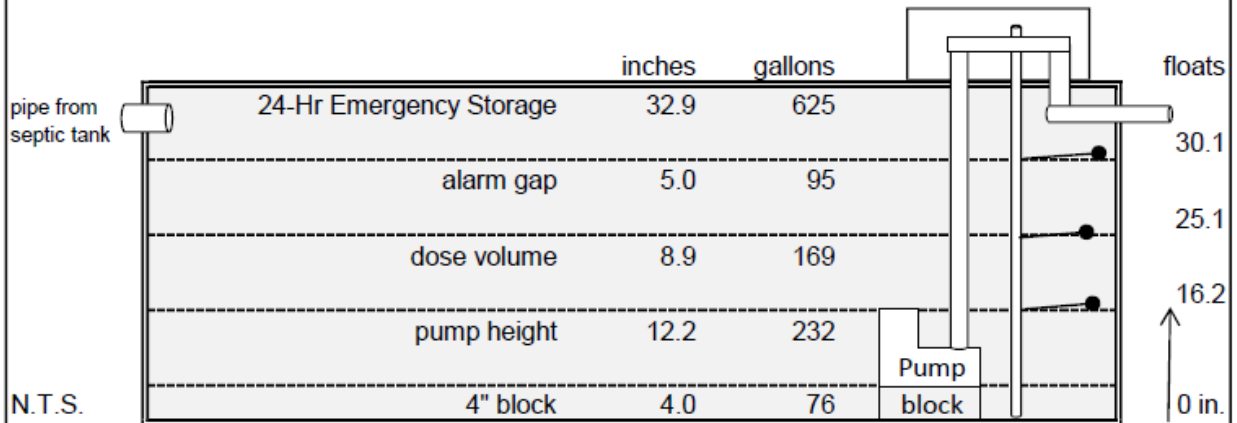 inches gallons floats
pipe from
septic tank
24-Hr Emergency Storage 32.9 625
30.1
alarm gap 5.0 95
25.1
dose volume 8.9 169
16.2
pump height 12.2 232
Pump
N.T.S. 4" block 4.0 76 block 0 in.